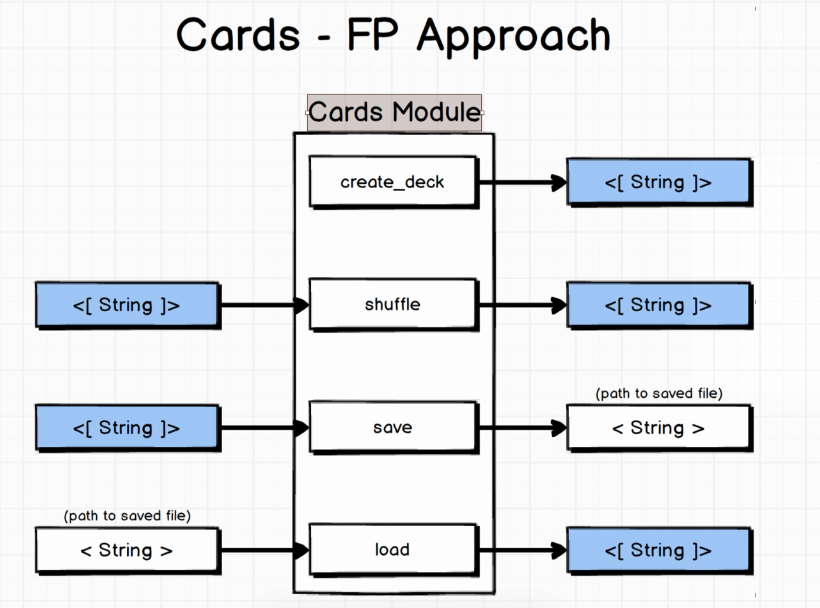 Cards - FP Approach
Cards Module
create_deck
<[ String ]>
<[ String ]>
shuffle
<[ String ]>
(path to saved file)
<[ String ]>
save
< String >
(path to saved file)
< String >
load
<[ String ]>